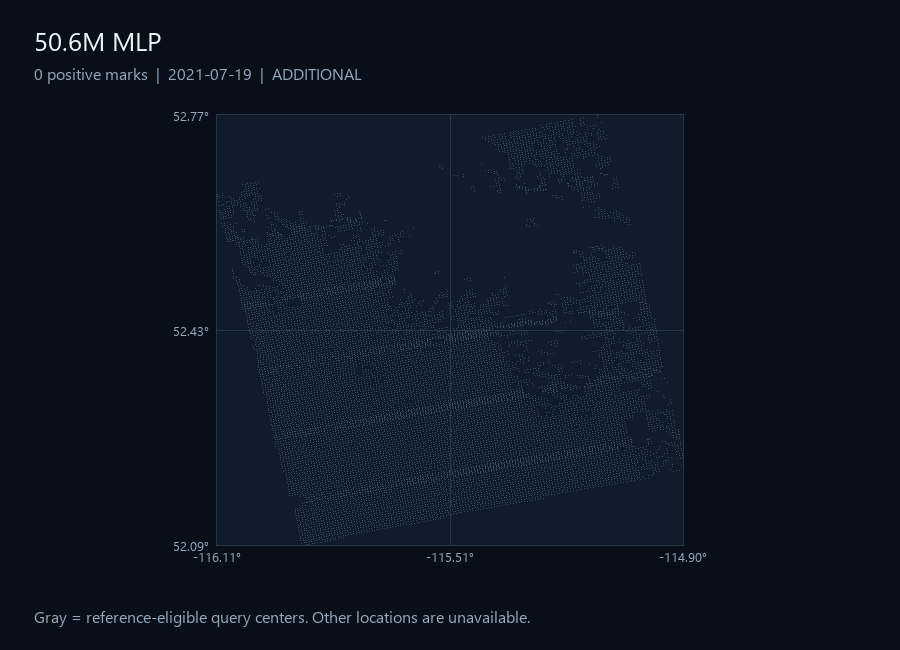 50.6M MLP
0 positive marks | 2021-07-19 | ADDITIONAL
52.77°
52.43°
52.09°
-116.11°
-115.51°
-114.90°
Gray = reference-eligible query centers. Other locations are unavailable.